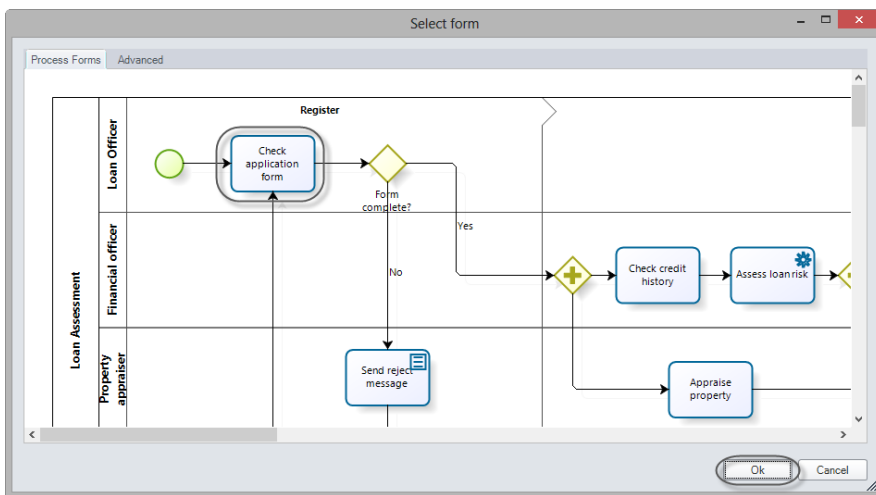 Select form
Process Forms
Advanced
Loan Assessment
Loan Officer
Register
Check
application
form
Form
complete?
Yes
Financial officer
No
Check credit
history
Assess loan risk
Property
appraiser
Send reject
message
Appraise
property
Ok
Cancel